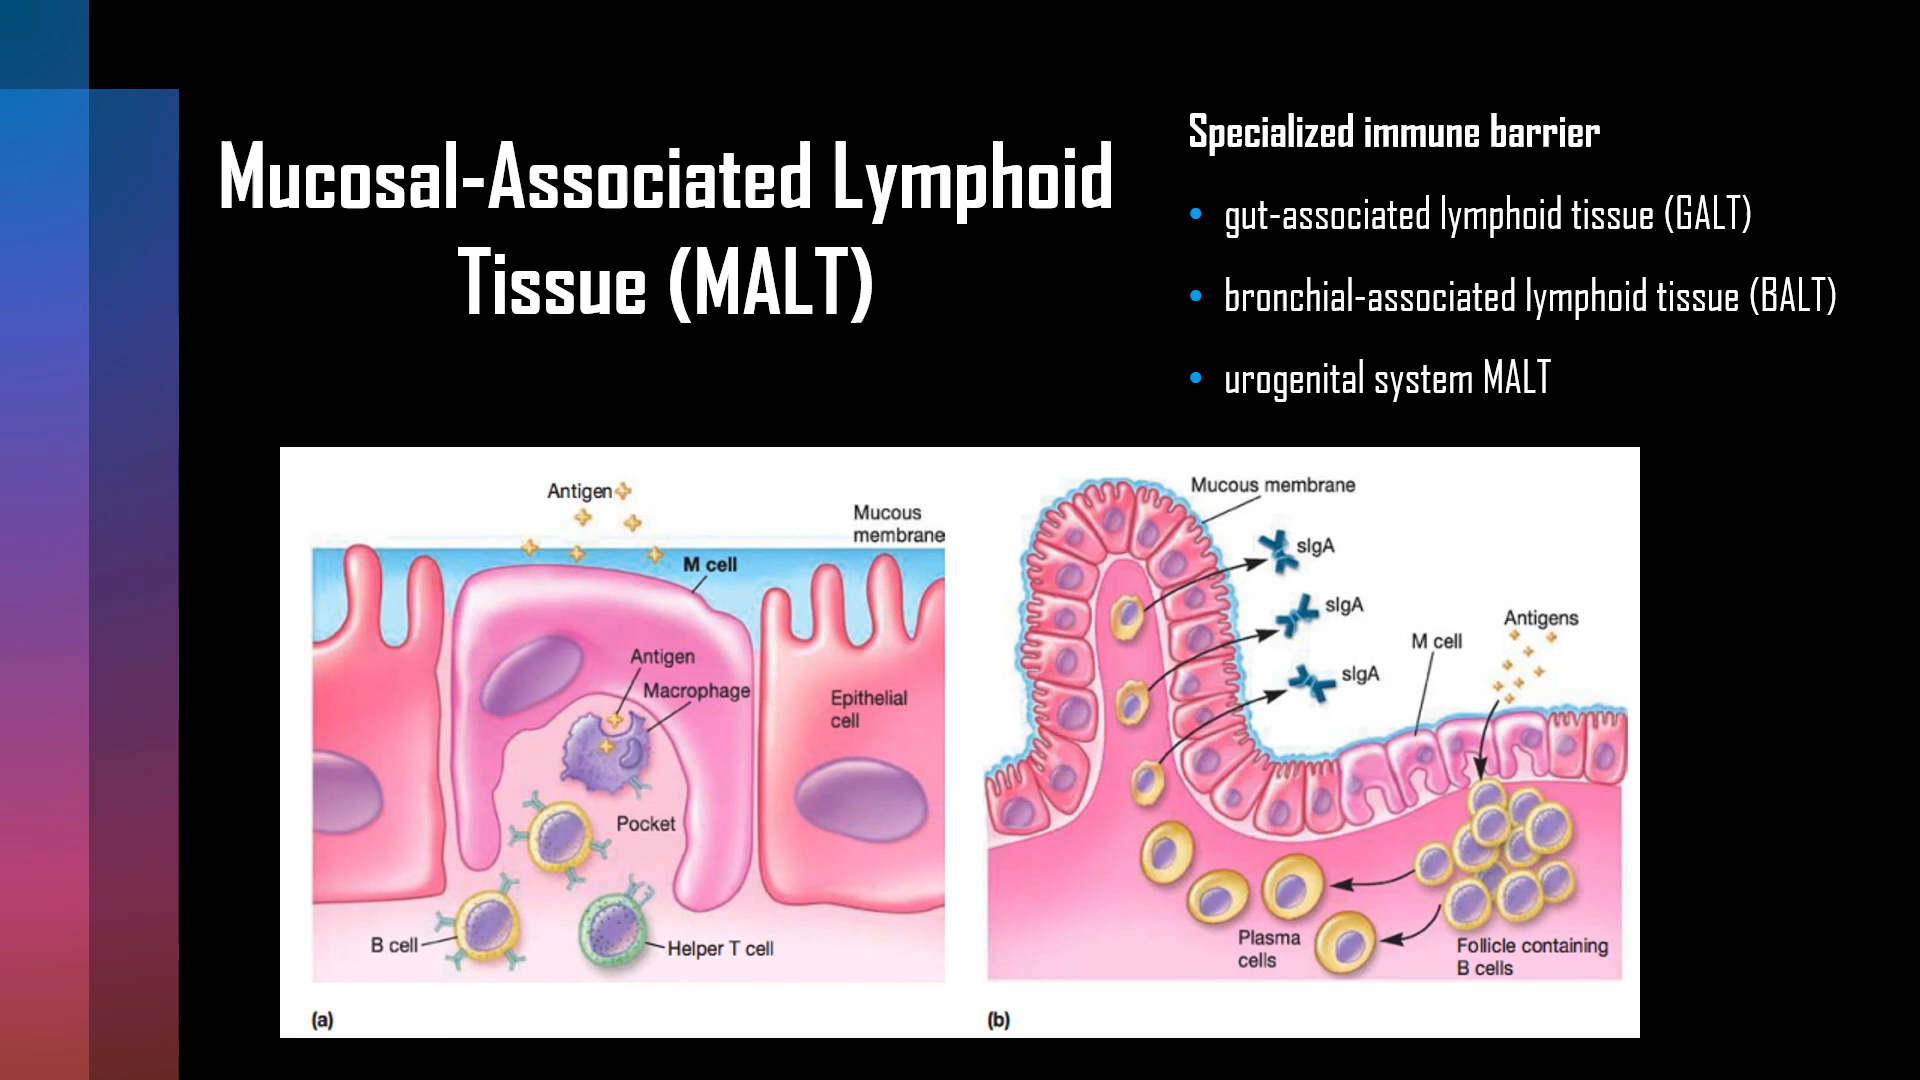 Mucosal-Associated Lymphoid
Tissue (MALT)
Specialized immune barrier
• gut-associated lymphoid tissue (GALT)
• bronchial-associated lymphoid tissue (BALT)
• urogenital system MALT
Antigen
Mucous
membrane
M cell
Antigen
Macrophage
Epithelial
cell
Pocket
B cell
Helper T cell
(a)
Mucous membrane
sIgA
sIgA
sIgA
Antigens
M cell
Plasma
cells
Follicle containing
B cells
(b)